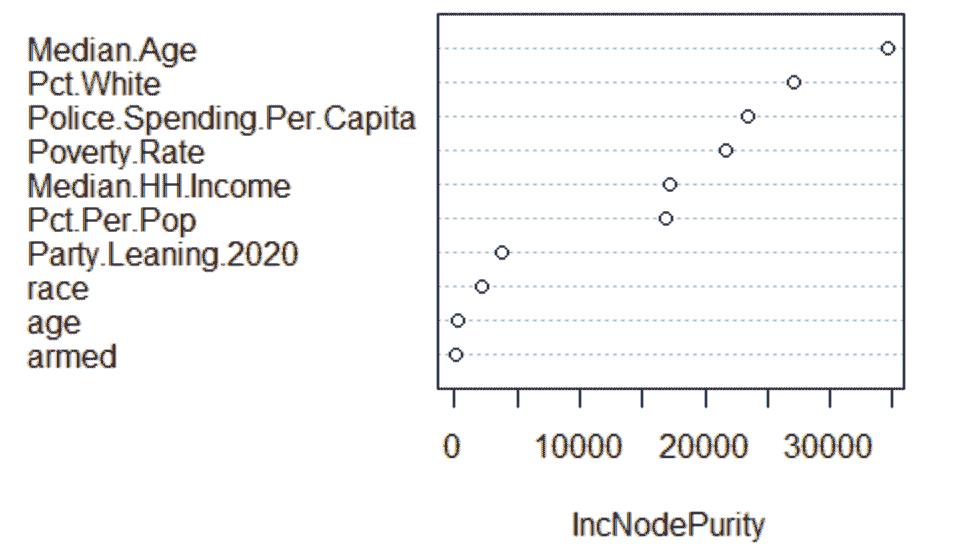 Median.Age
Pct.White
Police.Spending.Per.Capita
Poverty.Rate
Median.HH.Income
Pct.Per.Pop
Party.Leaning.2020
race
age
armed
0 10000 20000 30000
IncNodePurity